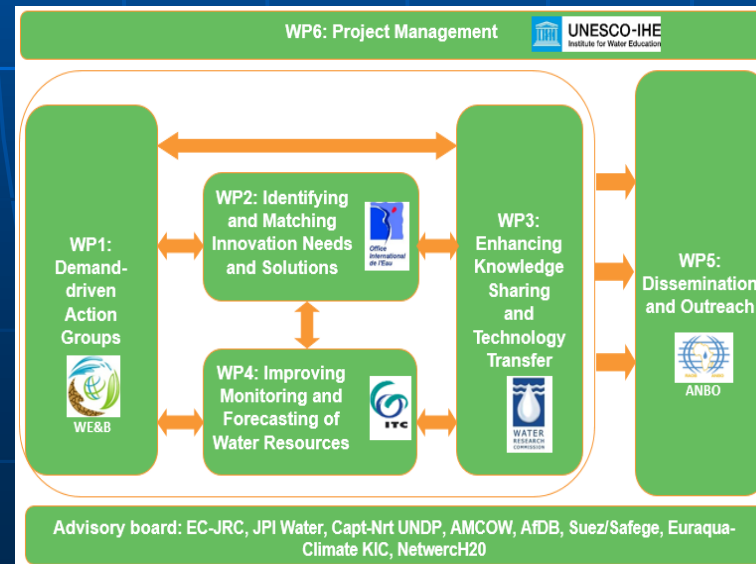 WP6: Project Management
UNESCO-IHE
Institute for Water Education
WP1:
Demand-
driven
Action
Groups
WE&B
WP2: Identifying
and Matching
Innovation Needs
and Solutions
Office
International
de l'Eau
WP4: Improving
Monitoring and
Forecasting of
Water Resources
ITC
WP3:
Enhancing
Knowledge
Sharing
and
Technology
Transfer
WATER
RESEARCH
COMMISSION
WP5:
Dissemination
and Outreach
ANBO
Advisory board: EC-JRC, JPI Water, Capt-Nrt UNDP, AMCOW, AfDB, Suez/Safege, Euraqua-
Climate KIC, NetwercH20